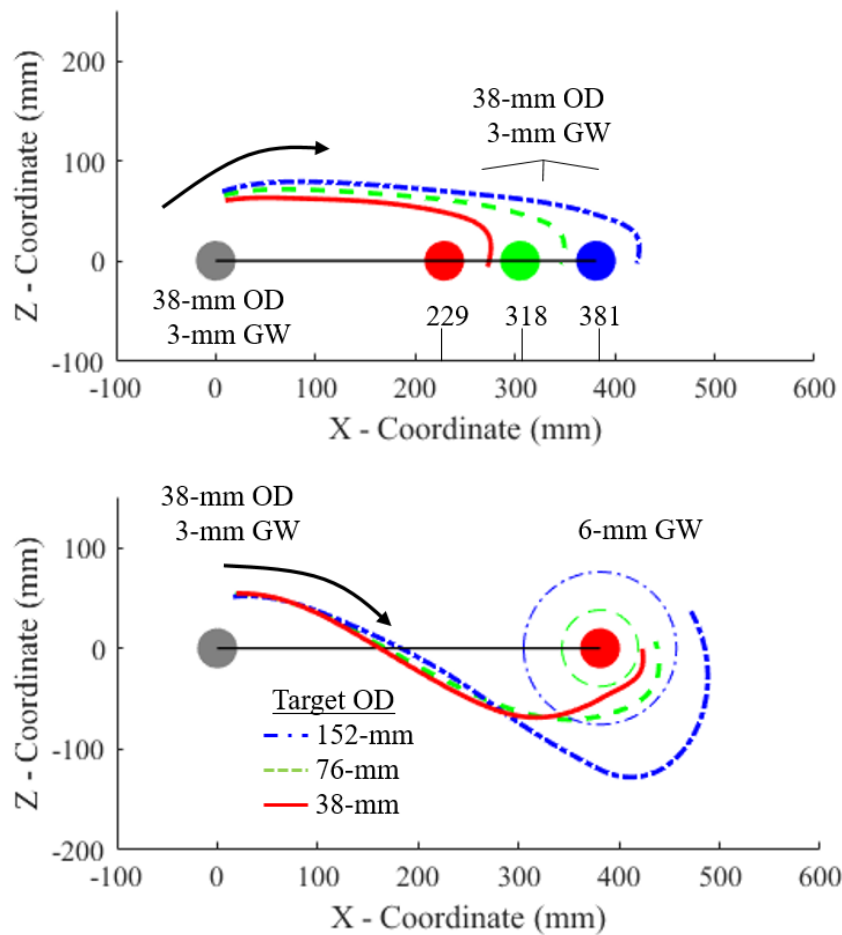 200
38-mm OD
3-mm GW
100
Z - Coordinate (mm)
0
38-mm OD
3-mm GW
229 318 381
-100
-100 0 100 200 300 400 500 600
X - Coordinate (mm)
38-mm OD
3-mm GW
6-mm GW
100
Z - Coordinate (mm)
0
Target OD
152-mm
76-mm
38-mm
-100
-200
-100 0 100 200 300 400 500 600
X - Coordinate (mm)